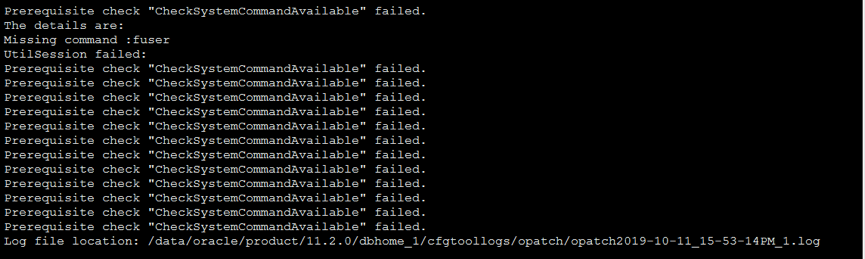 Prerequisite check "CheckSystemCommandAvailable" failed.
The details are:
Missing command :fuser
UtilSession failed:
Prerequisite check "CheckSystemCommandAvailable" failed.
Prerequisite check "CheckSystemCommandAvailable" failed.
Prerequisite check "CheckSystemCommandAvailable" failed.
Prerequisite check "CheckSystemCommandAvailable" failed.
Prerequisite check "CheckSystemCommandAvailable" failed.
Prerequisite check "CheckSystemCommandAvailable" failed.
Prerequisite check "CheckSystemCommandAvailable" failed.
Prerequisite check "CheckSystemCommandAvailable" failed.
Prerequisite check "CheckSystemCommandAvailable" failed.
Prerequisite check "CheckSystemCommandAvailable" failed.
Prerequisite check "CheckSystemCommandAvailable" failed.
Prerequisite check "CheckSystemCommandAvailable" failed.
Log file location: /data/oracle/product/11.2.0/dbhome_1/cfgtoollogs/opatch/opatch2019-10-11_15-53-14PM_1.log